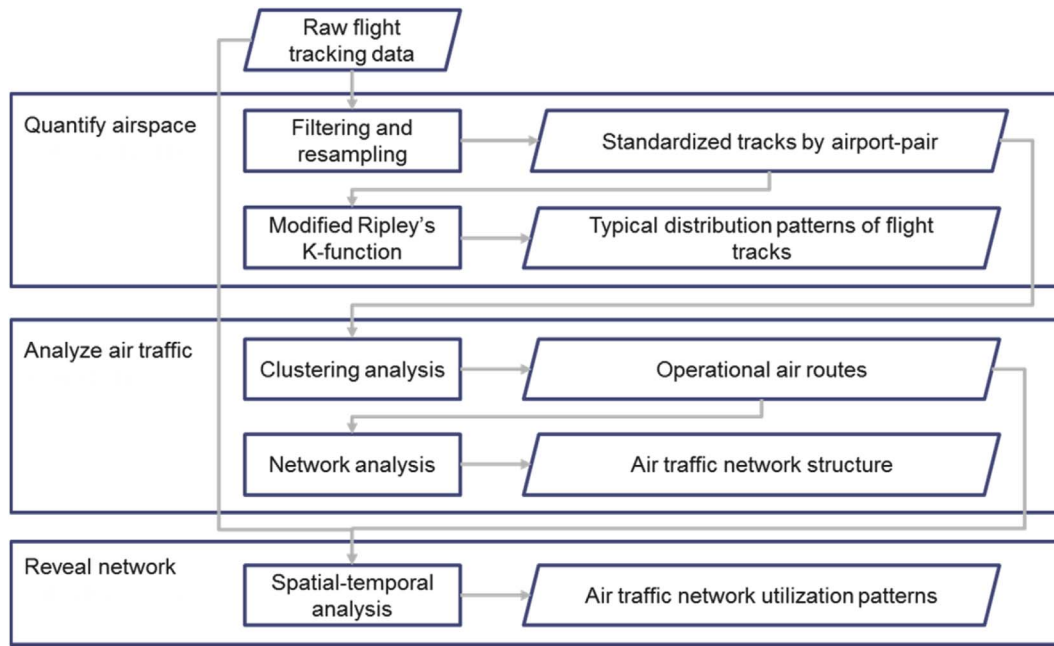 Raw flight
tracking data
Quantify airspace
Filtering and
resampling
Standardized tracks by airport-pair
Modified Ripley's
K-function
Typical distribution patterns of flight
tracks
Analyze air traffic
Clustering analysis
Operational air routes
Network analysis
Air traffic network structure
Reveal network
Spatial-temporal
analysis
Air traffic network utilization patterns